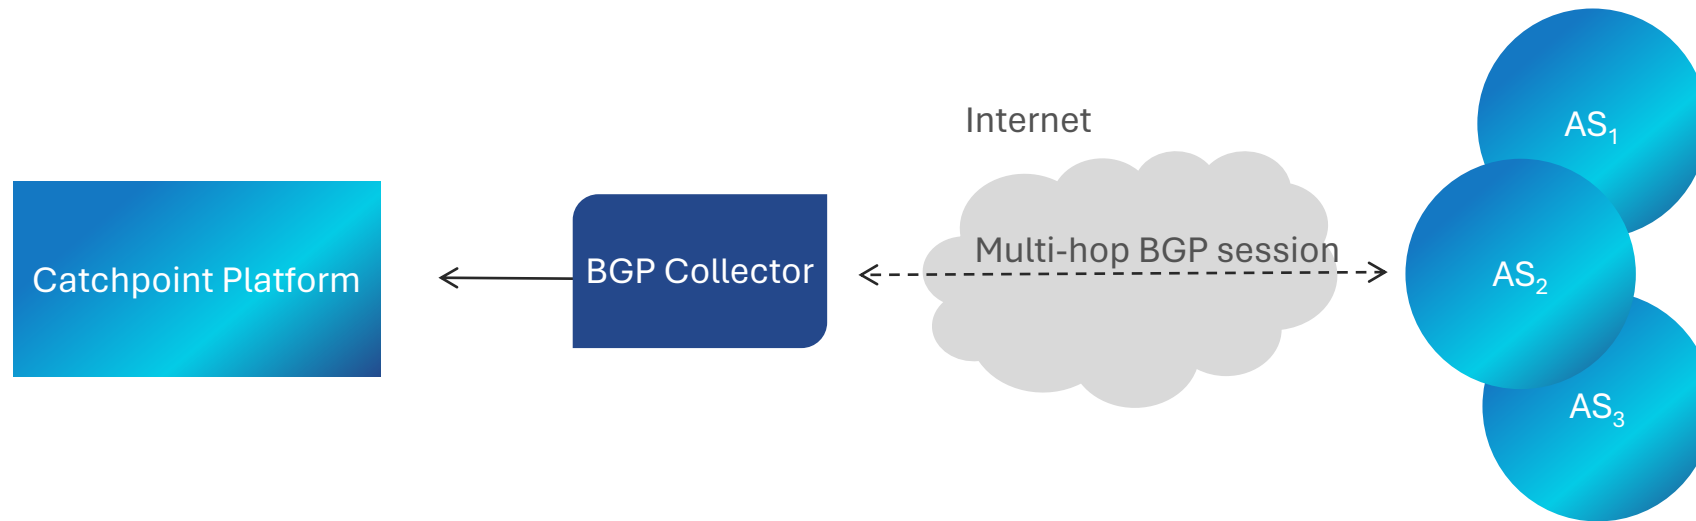 Internet
Catchpoint Platform
BGP Collector
Multi-hop BGP session
AS₁
AS₂
AS₃